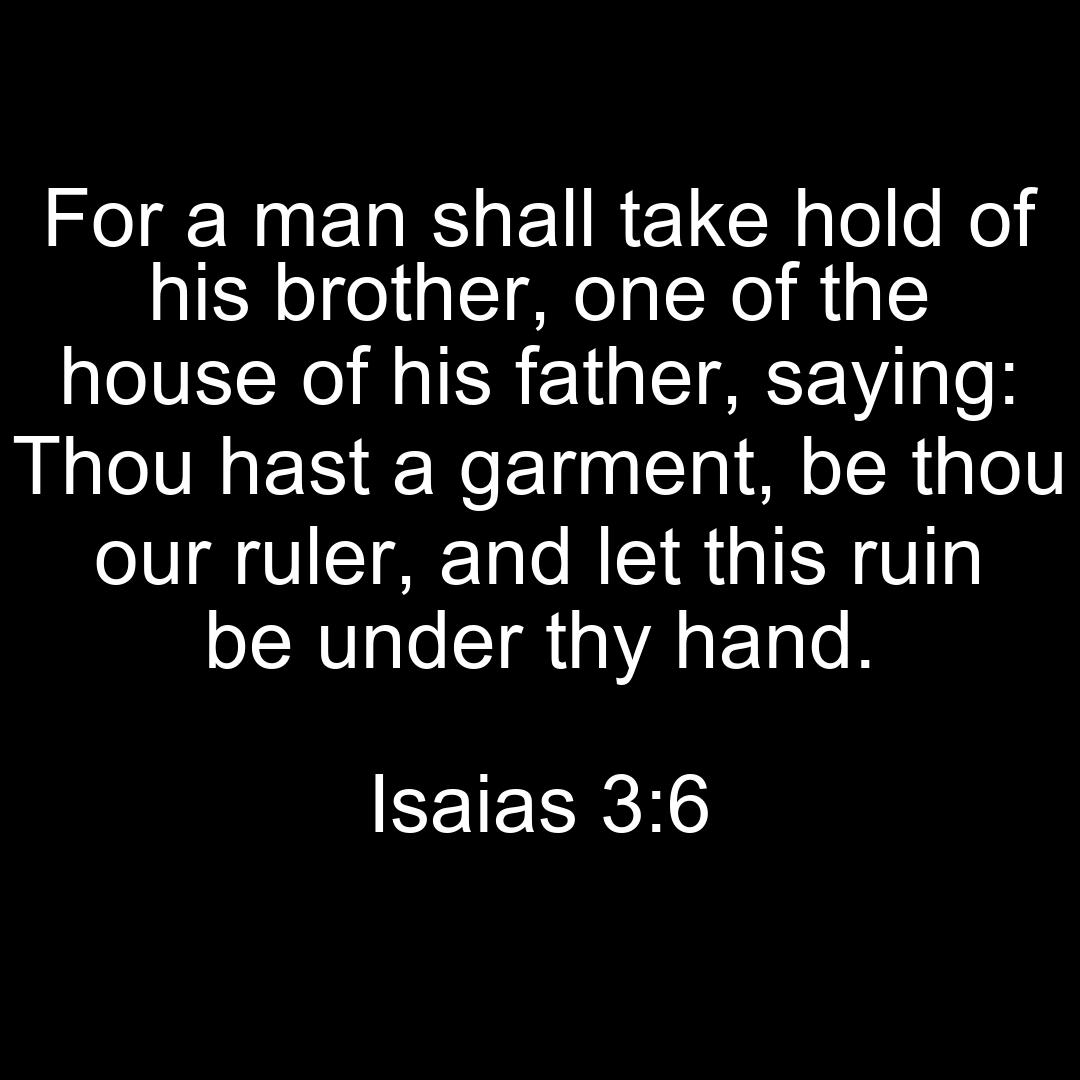 For a man shall take hold of
his brother, one of the
house of his father, saying:
Thou hast a garment, be thou
our ruler, and let this ruin
be under thy hand.
Isaias 3:6